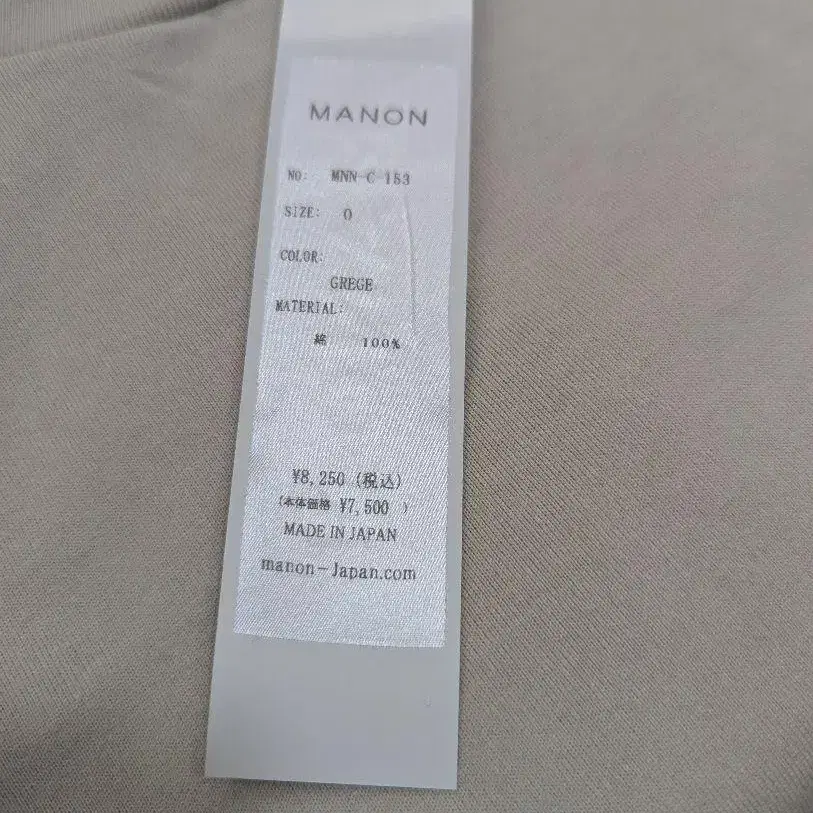 MANON
NO: MNN-C-153
SIZE: 0
COLOR:
GREGE
MATERIAL:
綿 100%
¥8,250 (税込)
(本体価格 ¥7,500 )
MADE IN JAPAN
manon-Japan.com